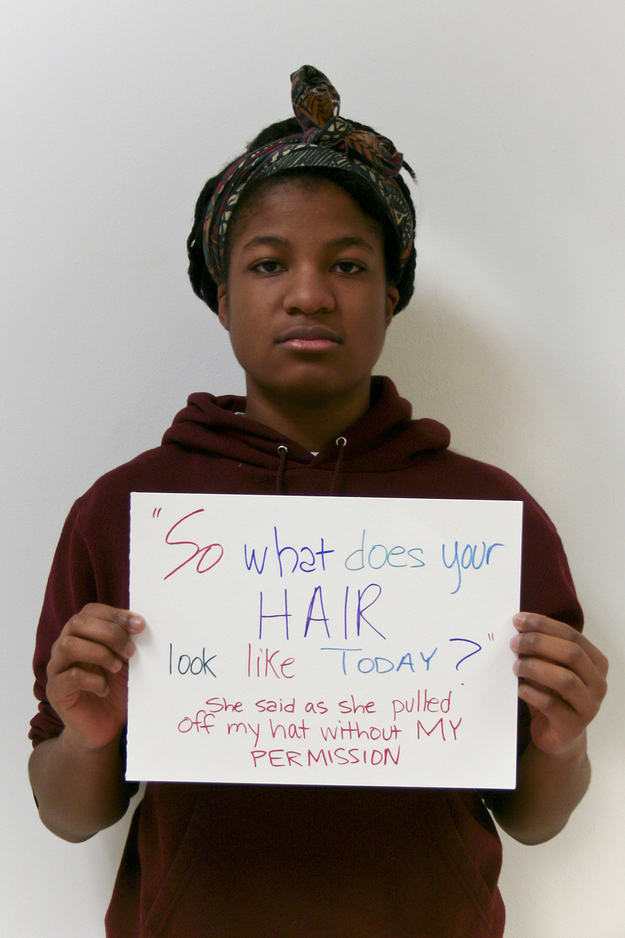 "So what does your
HAIR
look like TODAY?"
She said as she pulled
off my hat without MY
PERMISSION